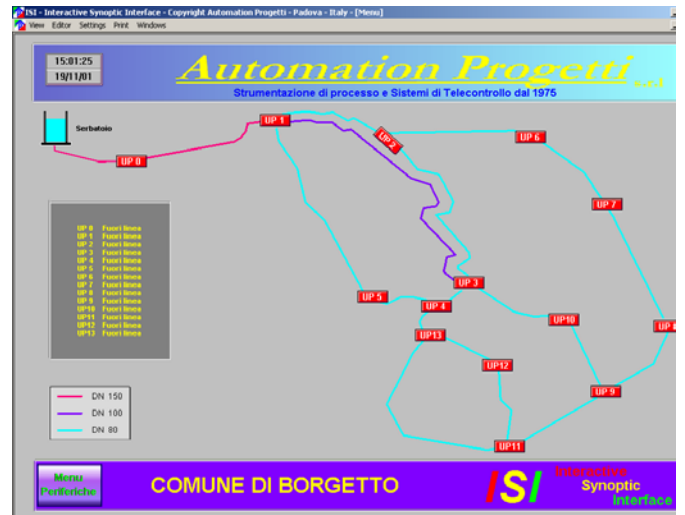 ISI - Interactive Synoptic Interface - Copyright Automation Progetti - Padova - Italy - [Menu]
View Editor Settings Print Windows
15:01:25
19/11/01
Automation Progetti s.r.l
Strumentazione di processo e Sistemi di Telecontrollo dal 1975
Serbatoio
UP 0
UP 1
UP 2
UP 6
UP 7
UP 3
UP 5
UP 4
UP10
UP 8
UP13
UP12
UP 9
UP11
UP 0 Fuori linea
UP 1 Fuori linea
UP 2 Fuori linea
UP 3 Fuori linea
UP 4 Fuori linea
UP 5 Fuori linea
UP 6 Fuori linea
UP 7 Fuori linea
UP 8 Fuori linea
UP 9 Fuori linea
UP10 Fuori linea
UP11 Fuori linea
UP12 Fuori linea
UP13 Fuori linea
DN 150
DN 100
DN 80
Menu
Periferiche
COMUNE DI BORGETTO
ISI
Interactive
Synoptic
Interface